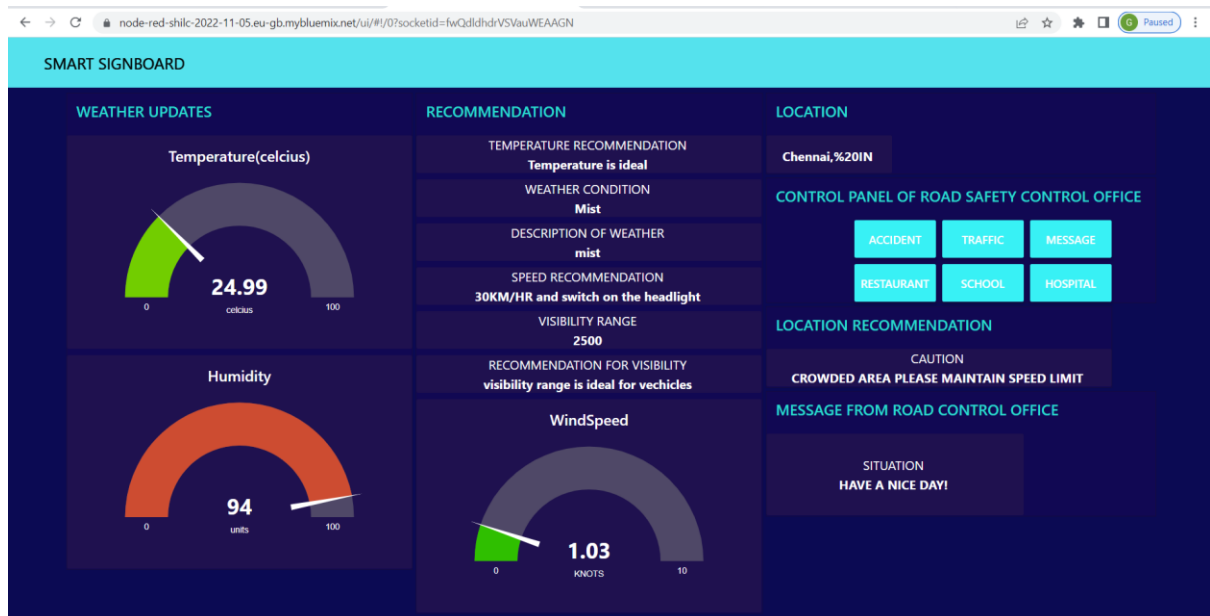 node-red-shilc-2022-11-05.eu-gb.mybluemix.net/ui/#!/0?socketid=fwQdldhdrVSVauWEAAGN
G
Paused
SMART SIGNBOARD
WEATHER UPDATES
Temperature(celcius)
24.99
0
celcius
100
Humidity
94
0
units
100
RECOMMENDATION
TEMPERATURE RECOMMENDATION
Temperature is ideal
WEATHER CONDITION
Mist
DESCRIPTION OF WEATHER
mist
SPEED RECOMMENDATION
30KM/HR and switch on the headlight
VISIBILITY RANGE
2500
RECOMMENDATION FOR VISIBILITY
visibility range is ideal for vechicles
WindSpeed
1.03
0
KNOTS
10
LOCATION
Chennai,%20IN
CONTROL PANEL OF ROAD SAFETY CONTROL OFFICE
ACCIDENT TRAFFIC MESSAGE
RESTAURANT SCHOOL HOSPITAL
LOCATION RECOMMENDATION
CAUTION
CROWDED AREA PLEASE MAINTAIN SPEED LIMIT
MESSAGE FROM ROAD CONTROL OFFICE
SITUATION
HAVE A NICE DAY!